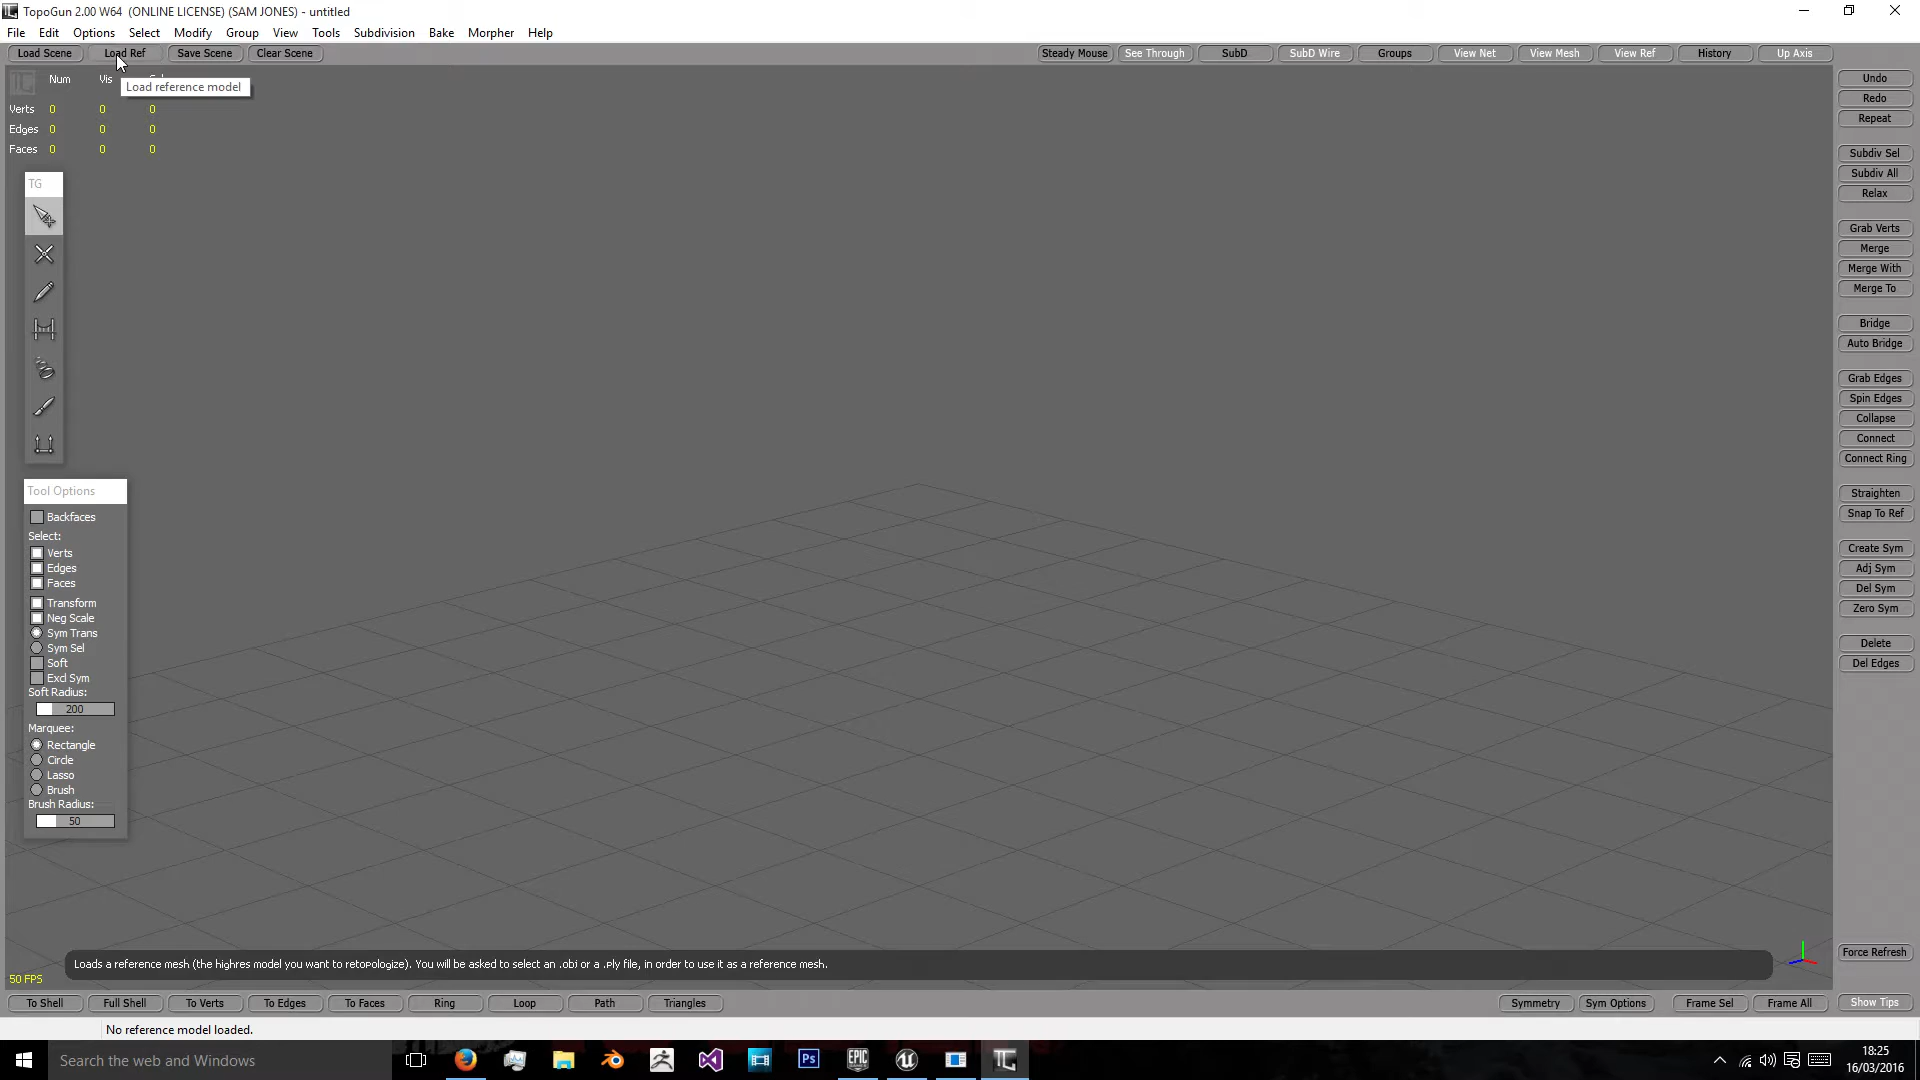 TopoGun 2.00 W64 (ONLINE LICENSE) (SAM JONES) - untitled
File Edit Options Select Modify Group View Tools Subdivision Bake Morpher Help
Load Scene Load Ref Save Scene Clear Scene Steady Mouse See Through SubD SubD Wire Groups View Net View Mesh View Ref History Up Axis
Num Vis
Load reference model
Verts 0 0 0
Edges 0 0 0
Faces 0 0 0
TG
Tool Options
Backfaces
Select:
Verts
Edges
Faces
Transform
Neg Scale
Sym Trans
Sym Sel
Soft
Excl Sym
Soft Radius:
200
Marquee:
Rectangle
Circle
Lasso
Brush
Brush Radius:
50
Undo
Redo
Repeat
Subdiv Sel
Subdiv All
Relax
Grab Verts
Merge
Merge With
Merge To
Bridge
Auto Bridge
Grab Edges
Spin Edges
Collapse
Connect
Connect Ring
Straighten
Snap To Ref
Create Sym
Adj Sym
Del Sym
Zero Sym
Delete
Del Edges
Force Refresh
Loads a reference mesh (the highres model you want to retopologize). You will be asked to select an .obj or a .ply file, in order to use it as a reference mesh.
50 FPS
To Shell Full Shell To Verts To Edges To Faces Ring Loop Path Triangles Symmetry Sym Options Frame Sel Frame All Show Tips
No reference model loaded.
Search the web and Windows
Ps
EPIC GAMES
18:25
16/03/2016